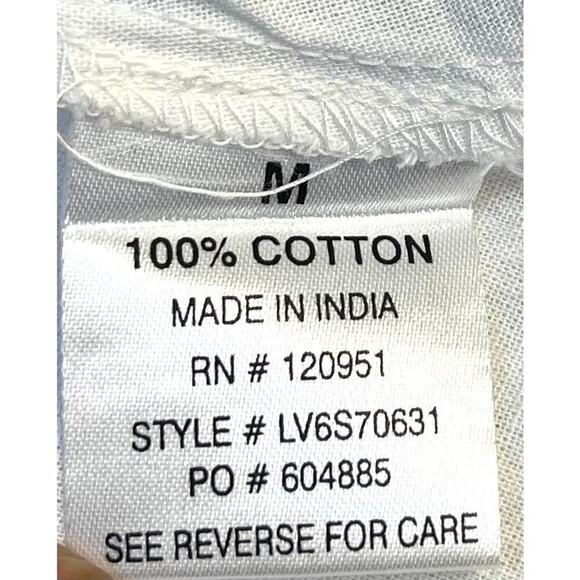 M
100% COTTON
MADE IN INDIA
RN # 120951
STYLE # LV6S70631
PO # 604885
SEE REVERSE FOR CARE